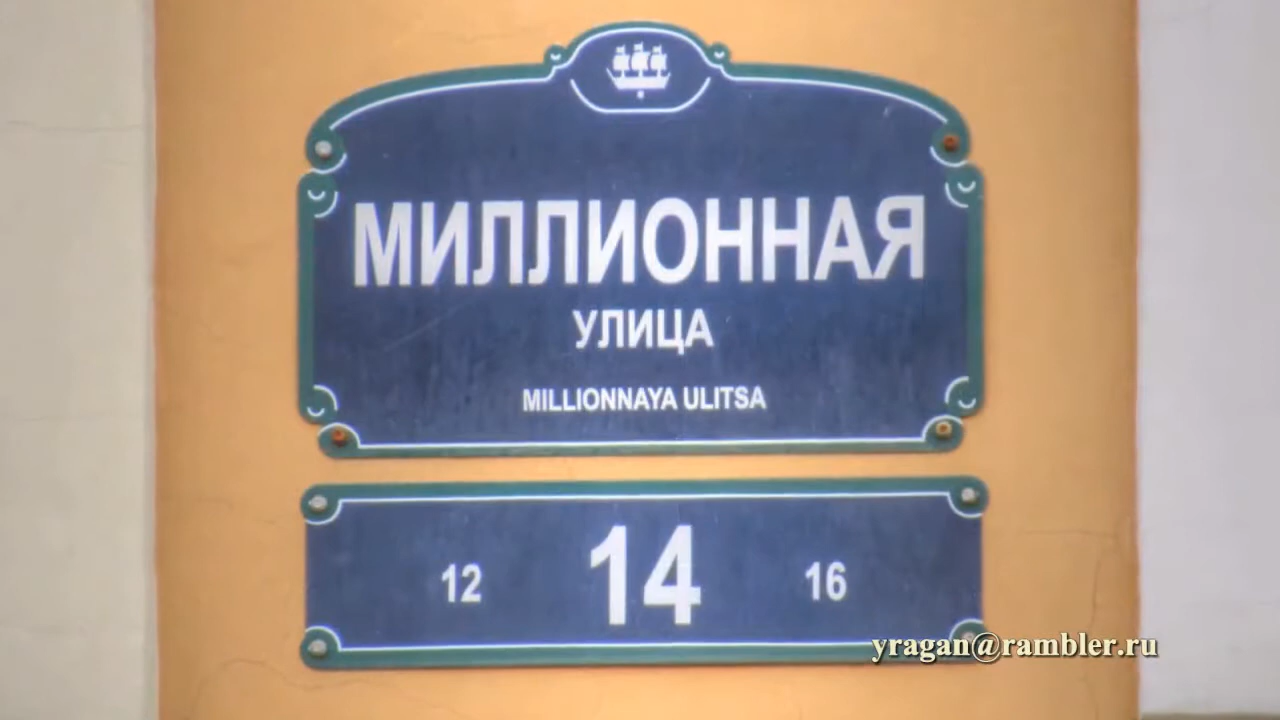 МИЛЛИОННАЯ
УЛИЦА
MILLIONNAYA ULITSA
12 14 16
yragan@rambler.ru